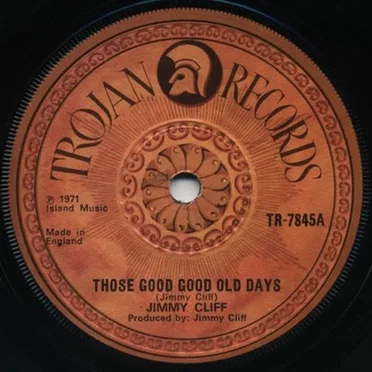 TROJAN RECORDS
℗ 1971
Island Music
Made in
England
TR-7845A
THOSE GOOD GOOD OLD DAYS
(Jimmy Cliff)
JIMMY CLIFF
Produced by: Jimmy Cliff